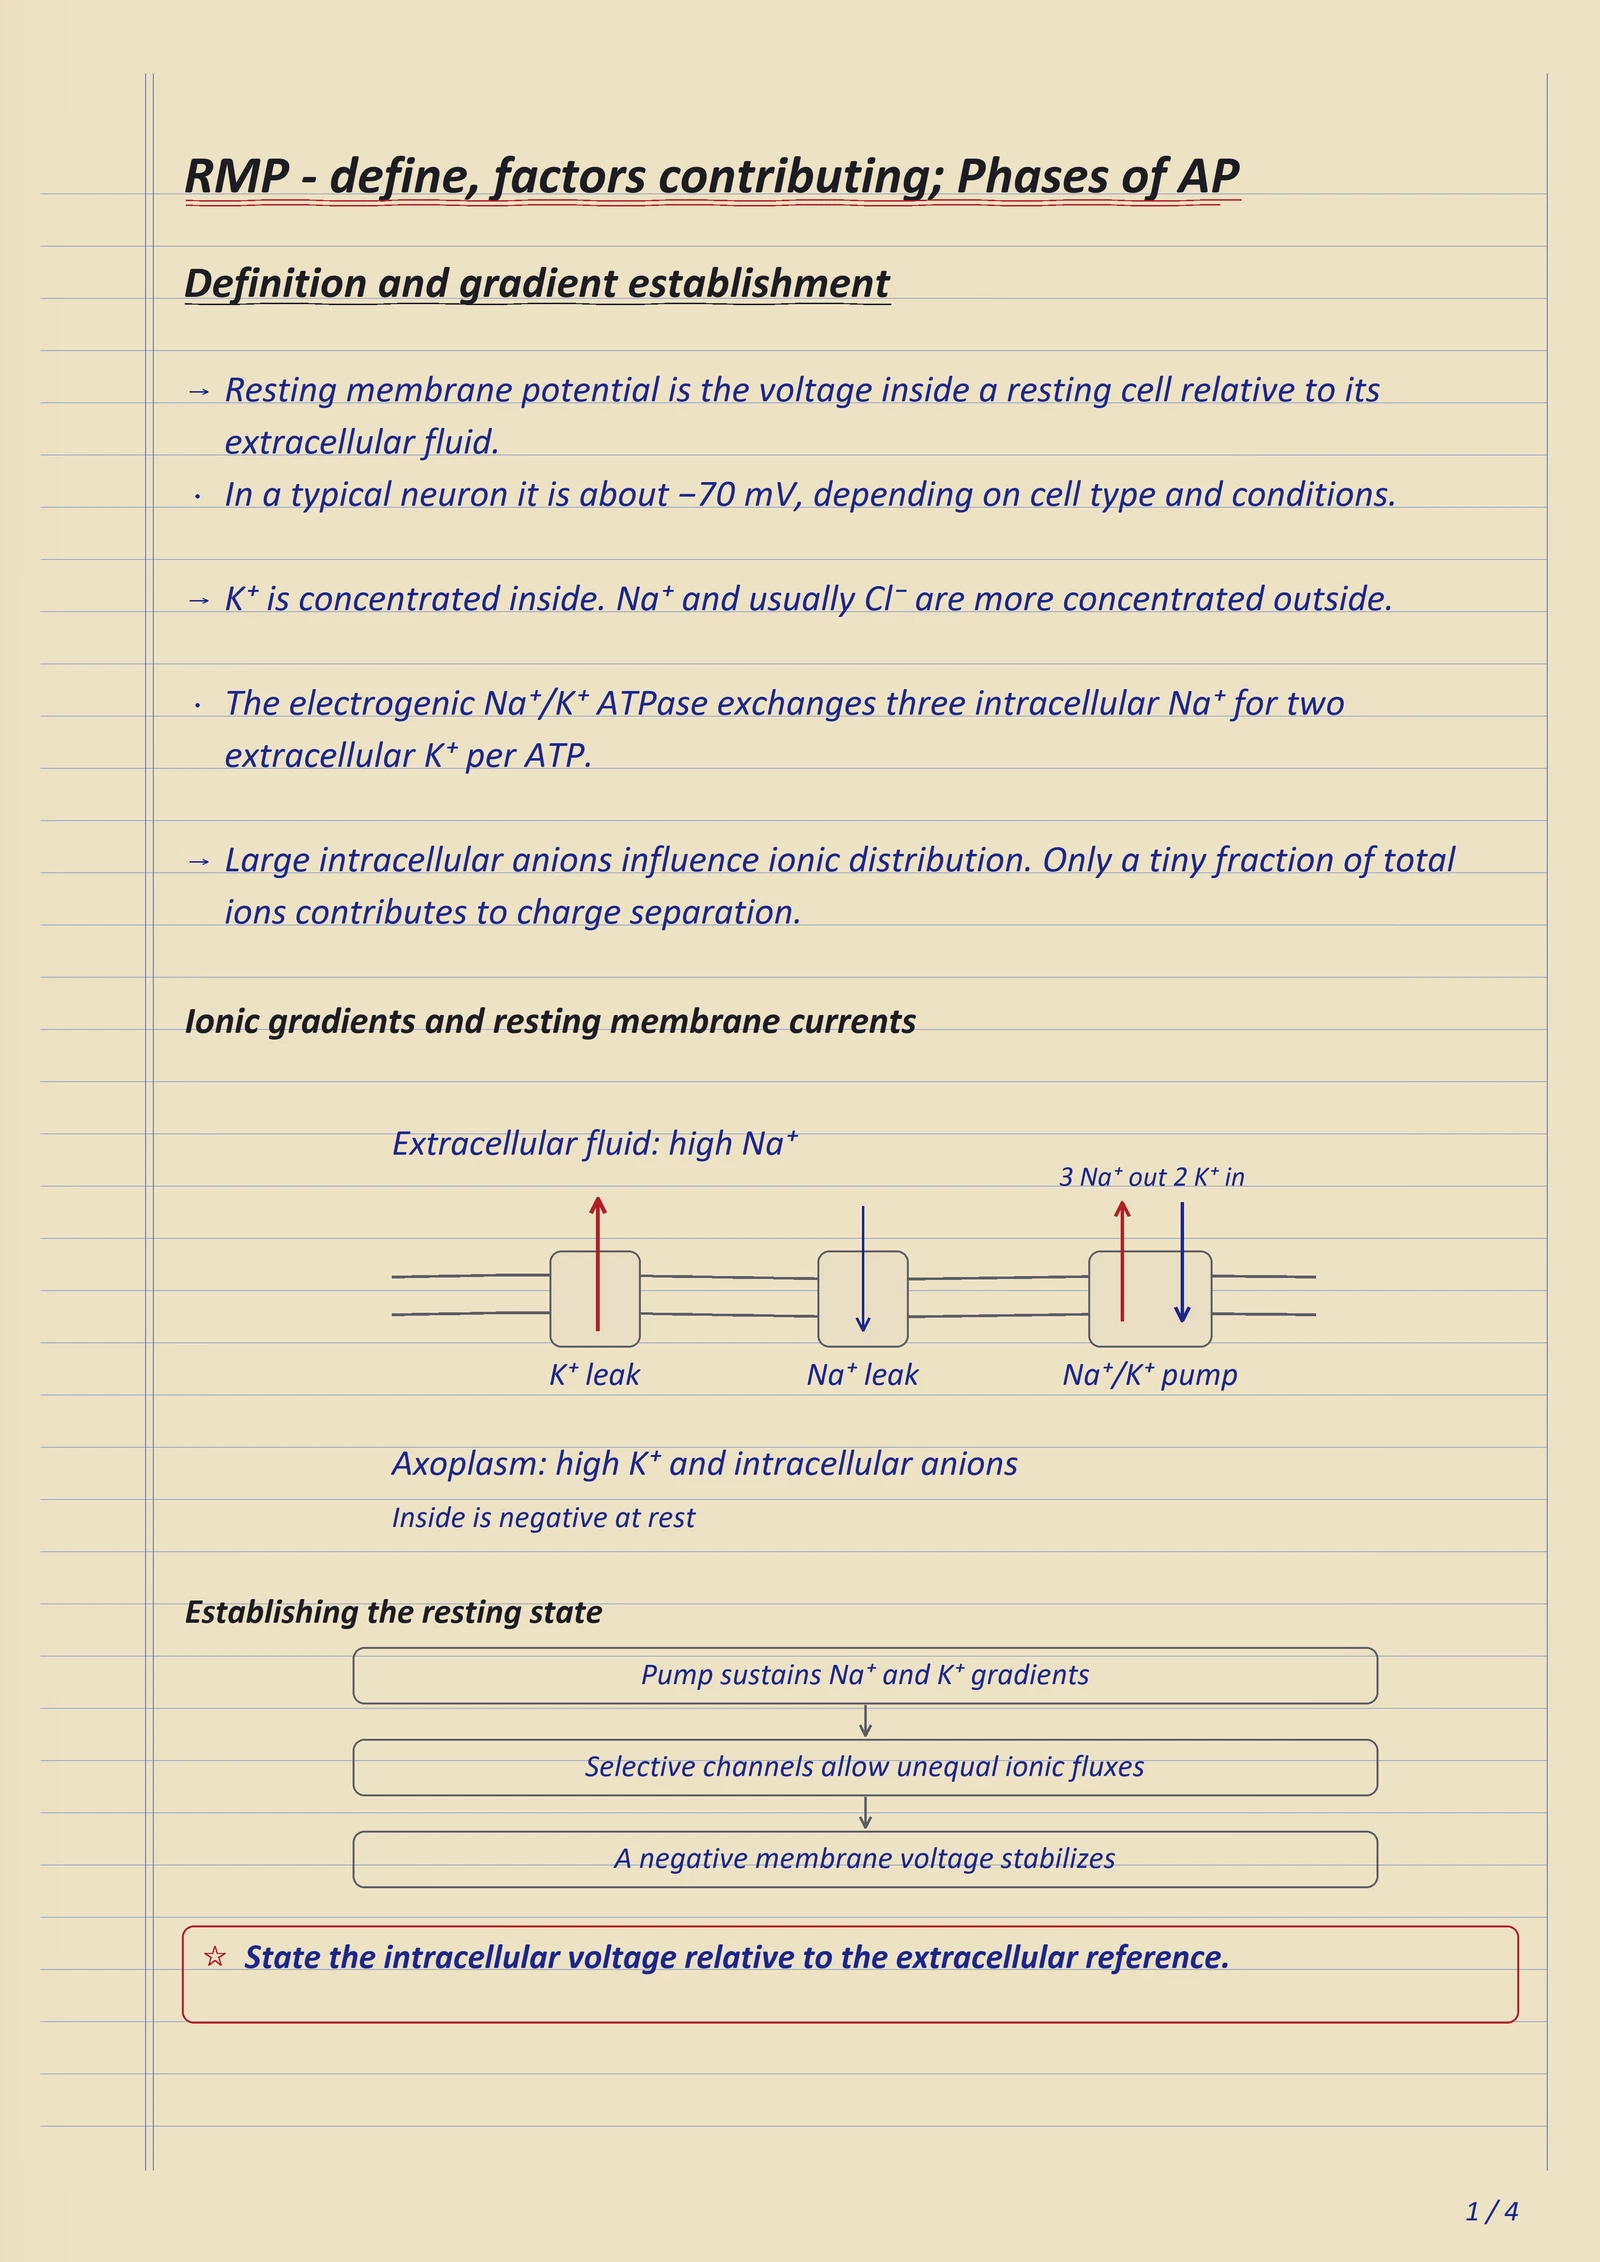 RMP - define, factors contributing; Phases of AP
Definition and gradient establishment
→ Resting membrane potential is the voltage inside a resting cell relative to its
extracellular fluid.
· In a typical neuron it is about −70 mV, depending on cell type and conditions.
→ K⁺ is concentrated inside. Na⁺ and usually Cl⁻ are more concentrated outside.
· The electrogenic Na⁺/K⁺ ATPase exchanges three intracellular Na⁺ for two
extracellular K⁺ per ATP.
→ Large intracellular anions influence ionic distribution. Only a tiny fraction of total
ions contributes to charge separation.
Ionic gradients and resting membrane currents
Extracellular fluid: high Na⁺
3 Na⁺ out 2 K⁺ in
K⁺ leak
Na⁺ leak
Na⁺/K⁺ pump
Axoplasm: high K⁺ and intracellular anions
Inside is negative at rest
Establishing the resting state
Pump sustains Na⁺ and K⁺ gradients
Selective channels allow unequal ionic fluxes
A negative membrane voltage stabilizes
☆ State the intracellular voltage relative to the extracellular reference.
1 / 4